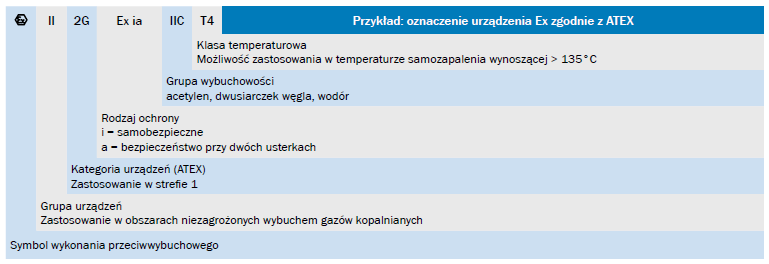 Ex II 2G Ex ia IIC T4 Przykład: oznaczenie urządzenia Ex zgodnie z ATEX
Klasa temperaturowa
Możliwość zastosowania w temperaturze samozapalenia wynoszącej > 135°C
Grupa wybuchowości
acetylen, dwusiarczek węgla, wodór
Rodzaj ochrony
i = samobezpieczne
a = bezpieczeństwo przy dwóch usterkach
Kategoria urządzeń (ATEX)
Zastosowanie w strefie 1
Grupa urządzeń
Zastosowanie w obszarach niezagrożonych wybuchem gazów kopalnianych
Symbol wykonania przeciwwybuchowego